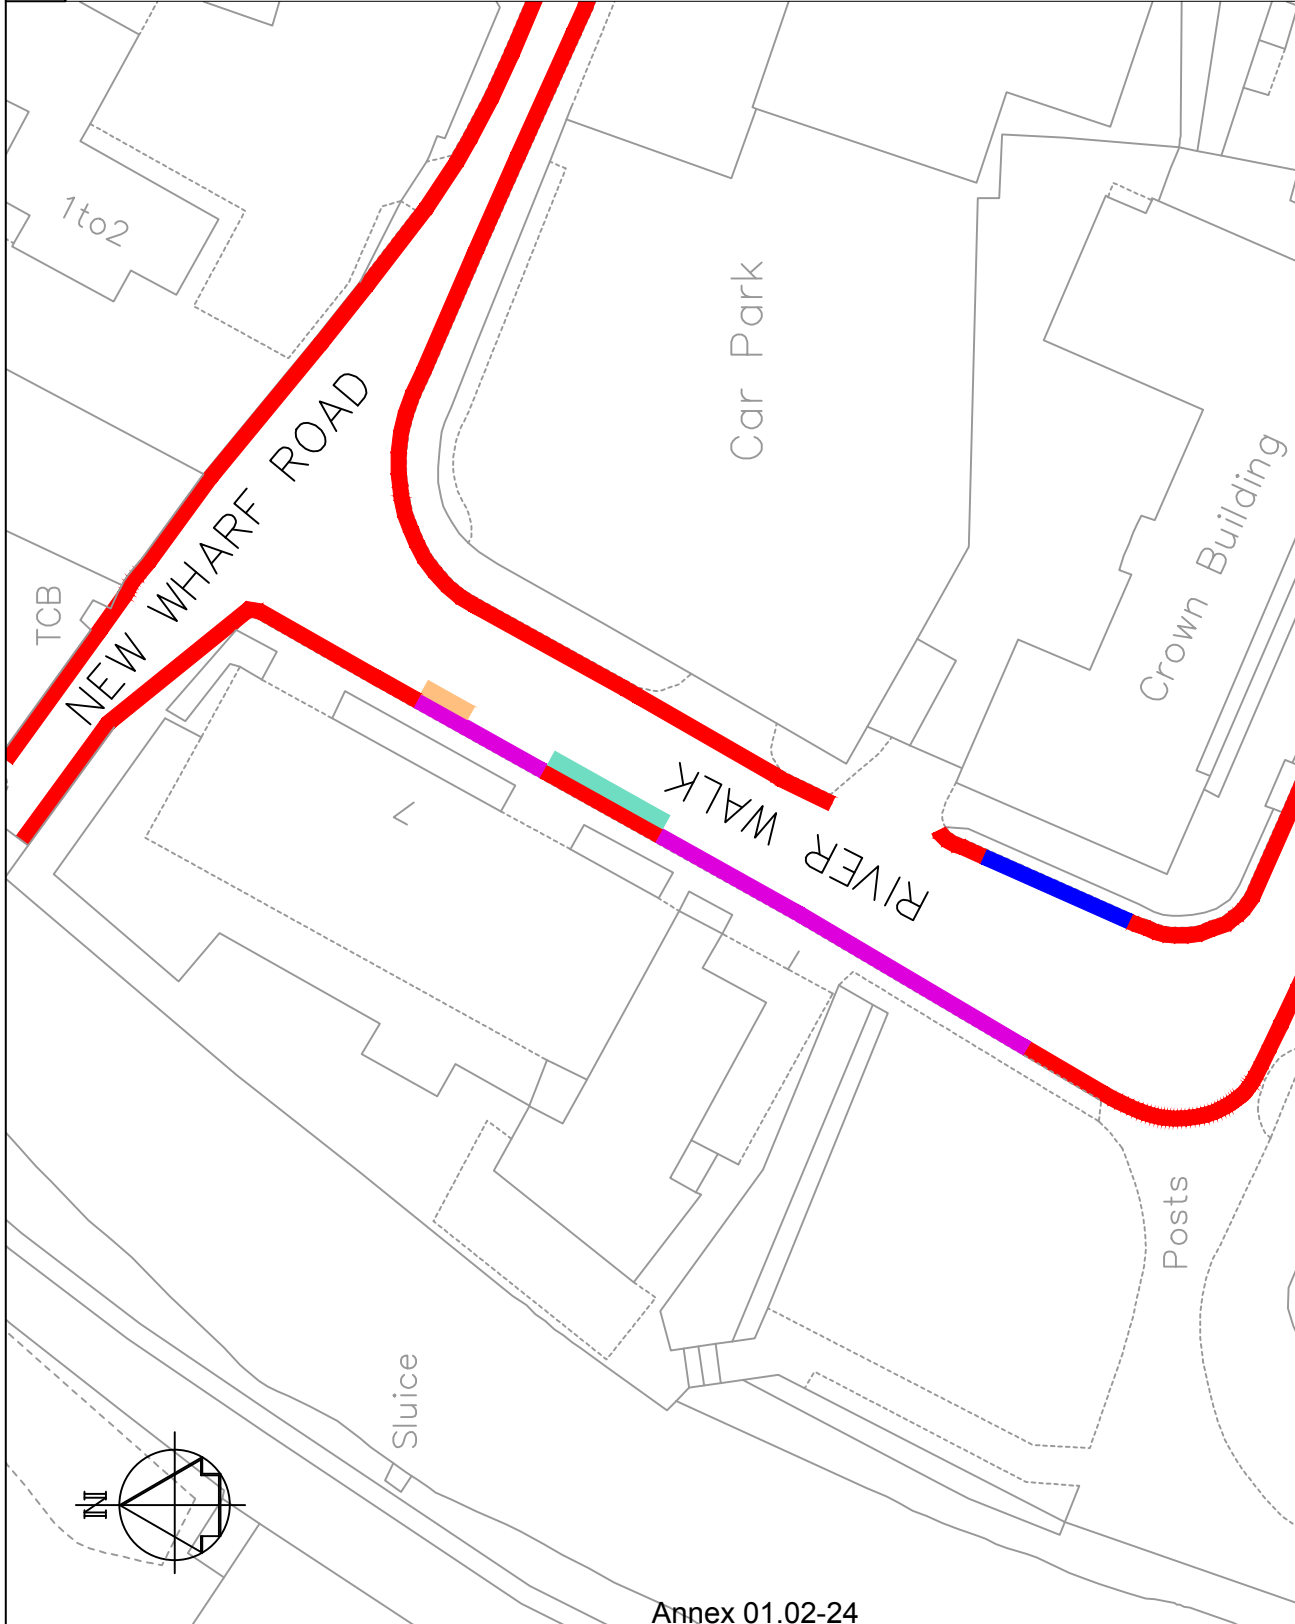 1to2
Car Park
NEW WHARF ROAD
Crown Building
TCB
7
RIVER WALK
Posts
Sluice
N
Annex 01.02-24